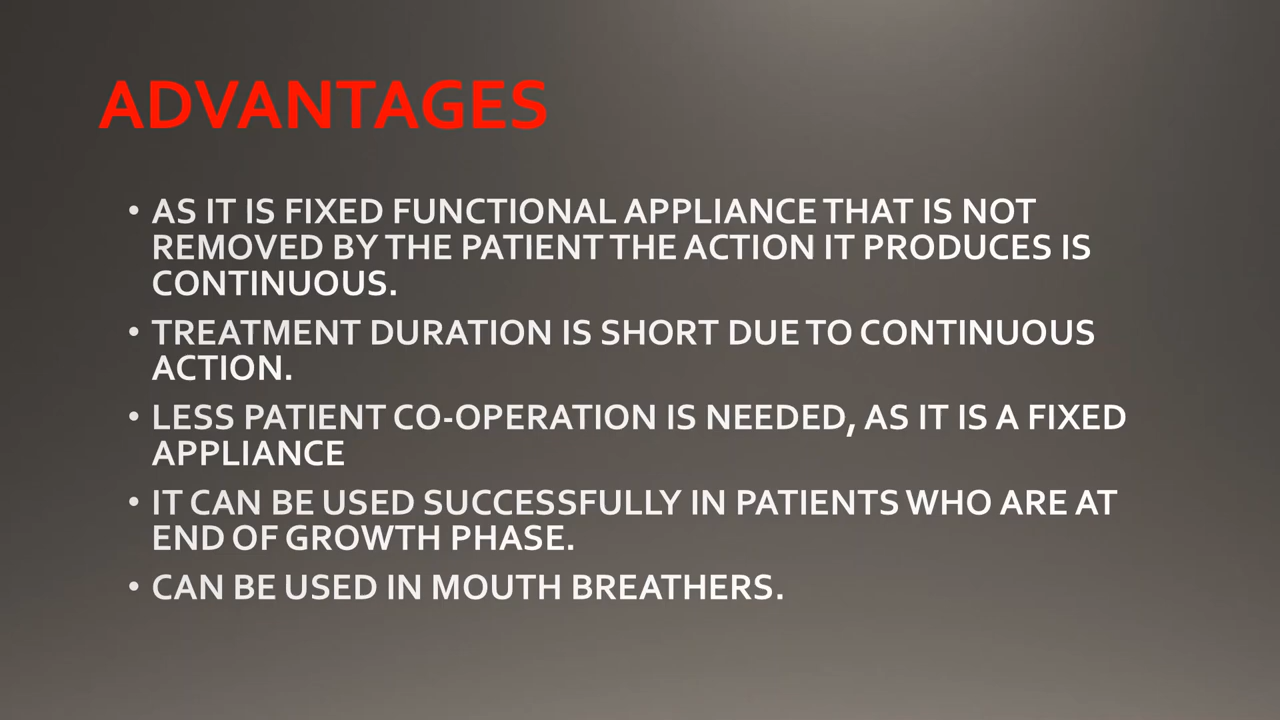 ADVANTAGES
• AS IT IS FIXED FUNCTIONAL APPLIANCE THAT IS NOT
REMOVED BY THE PATIENT THE ACTION IT PRODUCES IS
CONTINUOUS.
• TREATMENT DURATION IS SHORT DUE TO CONTINUOUS
ACTION.
• LESS PATIENT CO-OPERATION IS NEEDED, AS IT IS A FIXED
APPLIANCE
• IT CAN BE USED SUCCESSFULLY IN PATIENTS WHO ARE AT
END OF GROWTH PHASE.
• CAN BE USED IN MOUTH BREATHERS.